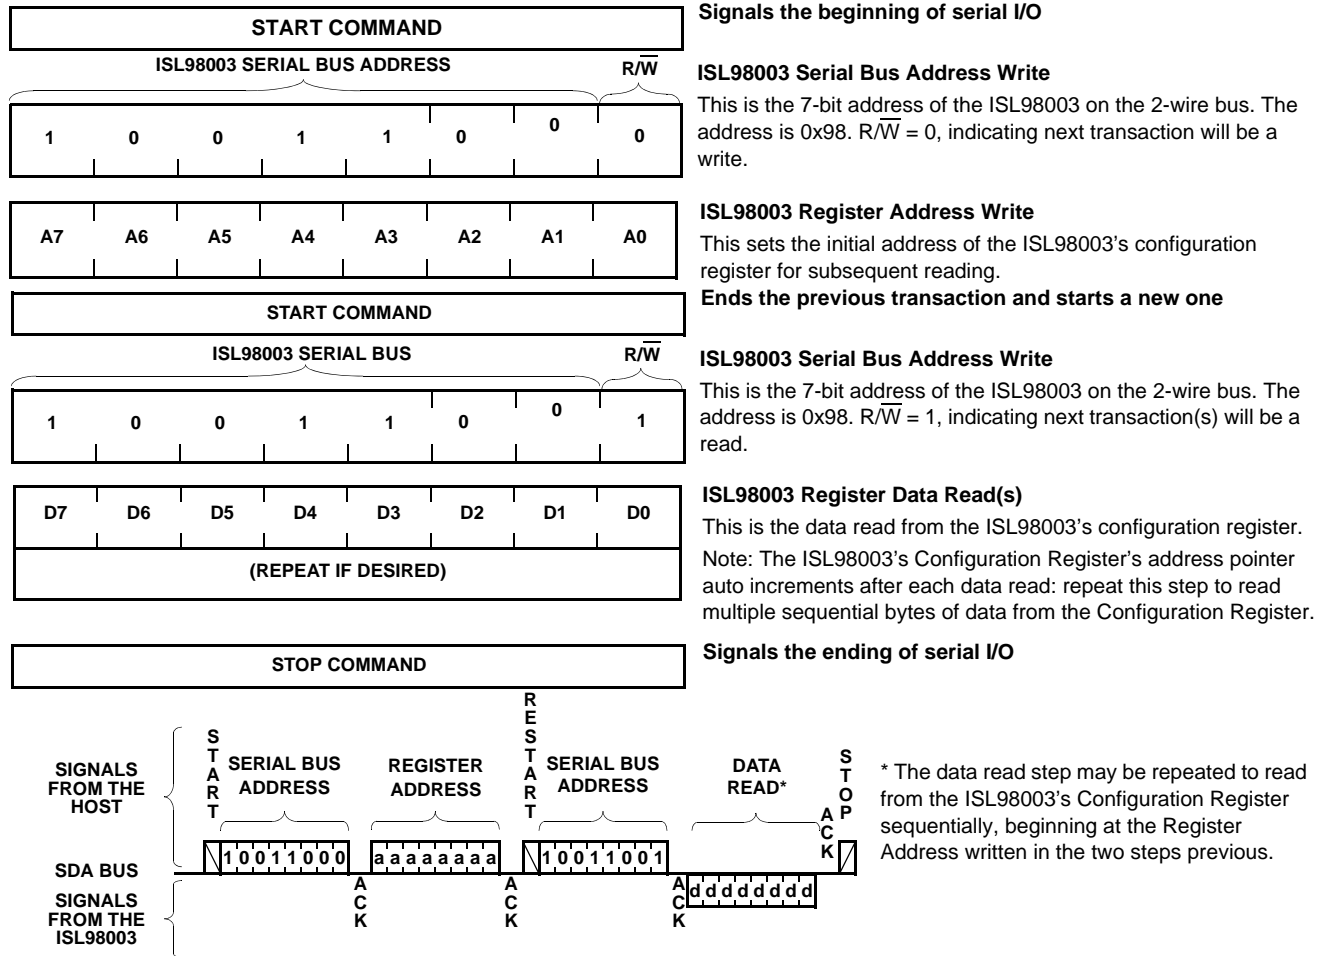 START COMMAND
Signals the beginning of serial I/O
ISL98003 SERIAL BUS ADDRESS
R/W̅
1 0 0 1 1 0 0 0
ISL98003 Serial Bus Address Write
This is the 7-bit address of the ISL98003 on the 2-wire bus. The
address is 0x98. R/W̅ = 0, indicating next transaction will be a
write.
A7 A6 A5 A4 A3 A2 A1 A0
ISL98003 Register Address Write
This sets the initial address of the ISL98003's configuration
register for subsequent reading.
START COMMAND
Ends the previous transaction and starts a new one
ISL98003 SERIAL BUS
R/W̅
1 0 0 1 1 0 0 1
ISL98003 Serial Bus Address Write
This is the 7-bit address of the ISL98003 on the 2-wire bus. The
address is 0x98. R/W̅ = 1, indicating next transaction(s) will be a
read.
D7 D6 D5 D4 D3 D2 D1 D0
(REPEAT IF DESIRED)
ISL98003 Register Data Read(s)
This is the data read from the ISL98003's configuration register.
Note: The ISL98003's Configuration Register's address pointer
auto increments after each data read: repeat this step to read
multiple sequential bytes of data from the Configuration Register.
STOP COMMAND
Signals the ending of serial I/O
SIGNALS
FROM THE
HOST
START
SERIAL BUS
ADDRESS
REGISTER
ADDRESS
RESTART
SERIAL BUS
ADDRESS
DATA
READ*
ACK
STOP
SDA BUS
10011000
aaaaaaaa
10011001
dddddddd
ACK
ACK
ACK
SIGNALS
FROM THE
ISL98003
* The data read step may be repeated to read
from the ISL98003's Configuration Register
sequentially, beginning at the Register
Address written in the two steps previous.